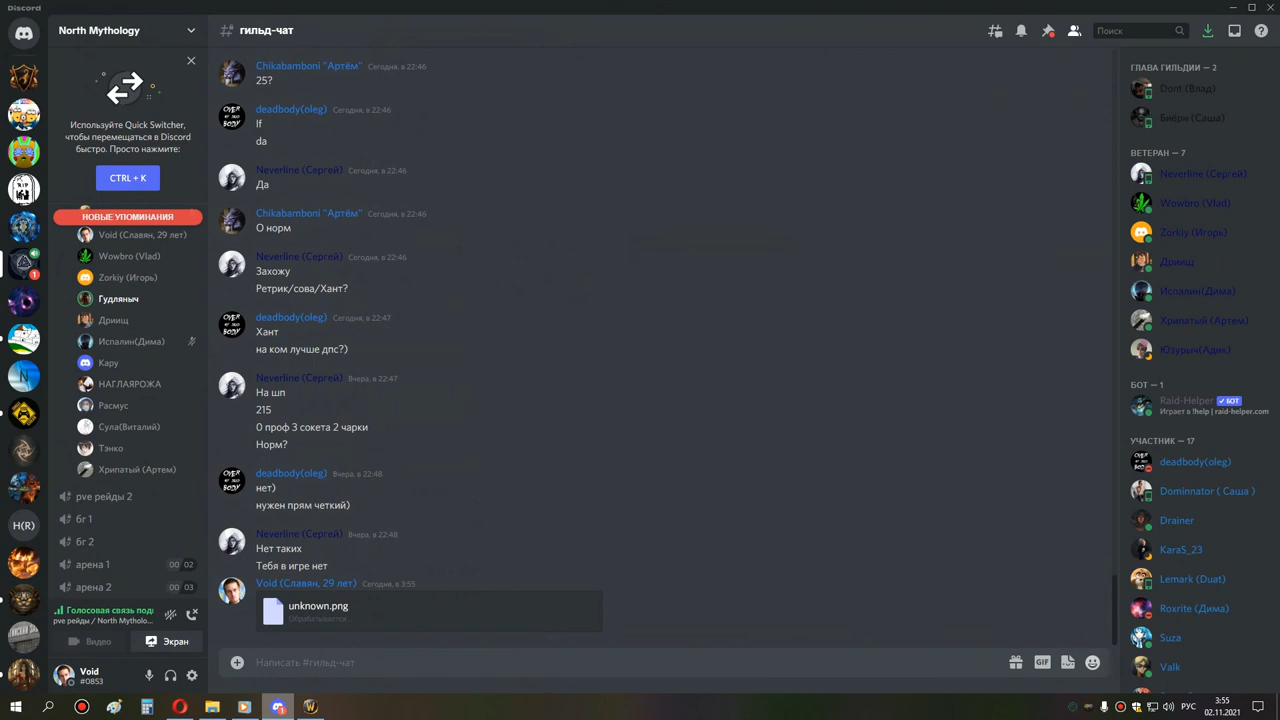 Discord
North Mythology
гильд-чат
Поиск
Используйте Quick Switcher,
чтобы перемещаться в Discord
быстро. Просто нажмите:
CTRL + K
НОВЫЕ УПОМИНАНИЯ
Void (Славян, 29 лет)
Wowbro (Vlad)
Zorkiy (Игорь)
Гудляныч
Дриищ
Испалин(Дима)
Кару
НАГЛАЯРОЖА
Расмус
Сула(Виталий)
Тэнко
Хрипатый (Артем)
pve рейды 2
бг 1
бг 2
арена 1
00 02
арена 2
00 03
Голосовая связь под
pve рейды / North Mytholo...
Видео
Экран
Void
#0853
H(R)
Chikabamboni "Артём" Сегодня, в 22:46
25?
deadbody(oleg) Сегодня, в 22:46
lf
da
Neverline (Сергей) Сегодня, в 22:46
Да
Chikabamboni "Артём" Сегодня, в 22:46
О норм
Neverline (Сергей) Сегодня, в 22:46
Захожу
Ретрик/сова/Хант?
deadbody(oleg) Сегодня, в 22:47
Хант
на ком лучше дпс?)
Neverline (Сергей) Вчера, в 22:47
На шп
215
0 проф 3 сокета 2 чарки
Норм?
deadbody(oleg) Вчера, в 22:48
нет)
нужен прям четкий)
Neverline (Сергей) Вчера, в 22:48
Нет таких
Тебя в игре нет
Void (Славян, 29 лет) Сегодня, в 3:55
unknown.png
Обрабатывается...
Написать #гильд-чат
GIF
ГЛАВА ГИЛЬДИИ — 2
Dont (Влад)
Биёрн (Саша)
ВЕТЕРАН — 7
Neverline (Сергей)
Wowbro (Vlad)
Zorkiy (Игорь)
Дриищ
Испалин(Дима)
Хрипатый (Артем)
Юзурыч(Адик)
БОТ — 1
Raid-Helper БОТ
Играет в !help | raid-helper.com
УЧАСТНИК — 17
deadbody(oleg)
Dominnator ( Саша )
Drainer
KaraS_23
Lemark (Duat)
Roxrite (Дима)
Suza
Valk
РУС
3:55
02.11.2021